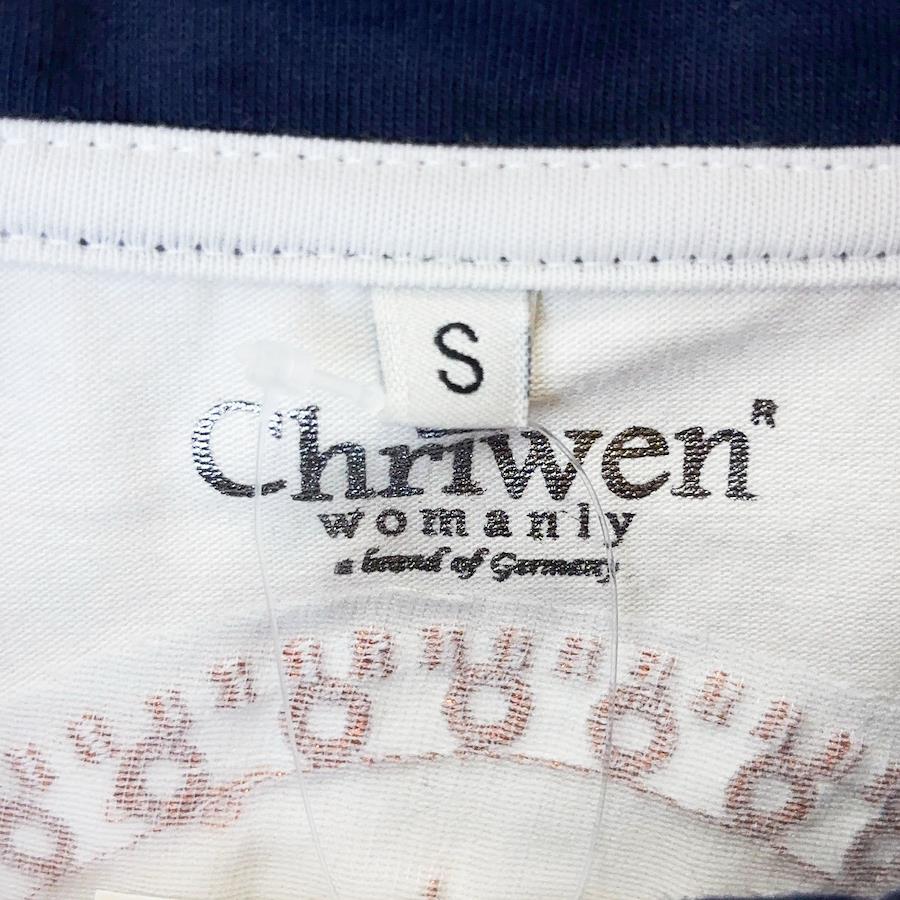 S
Chriwen®
womanly
a brand of Germany